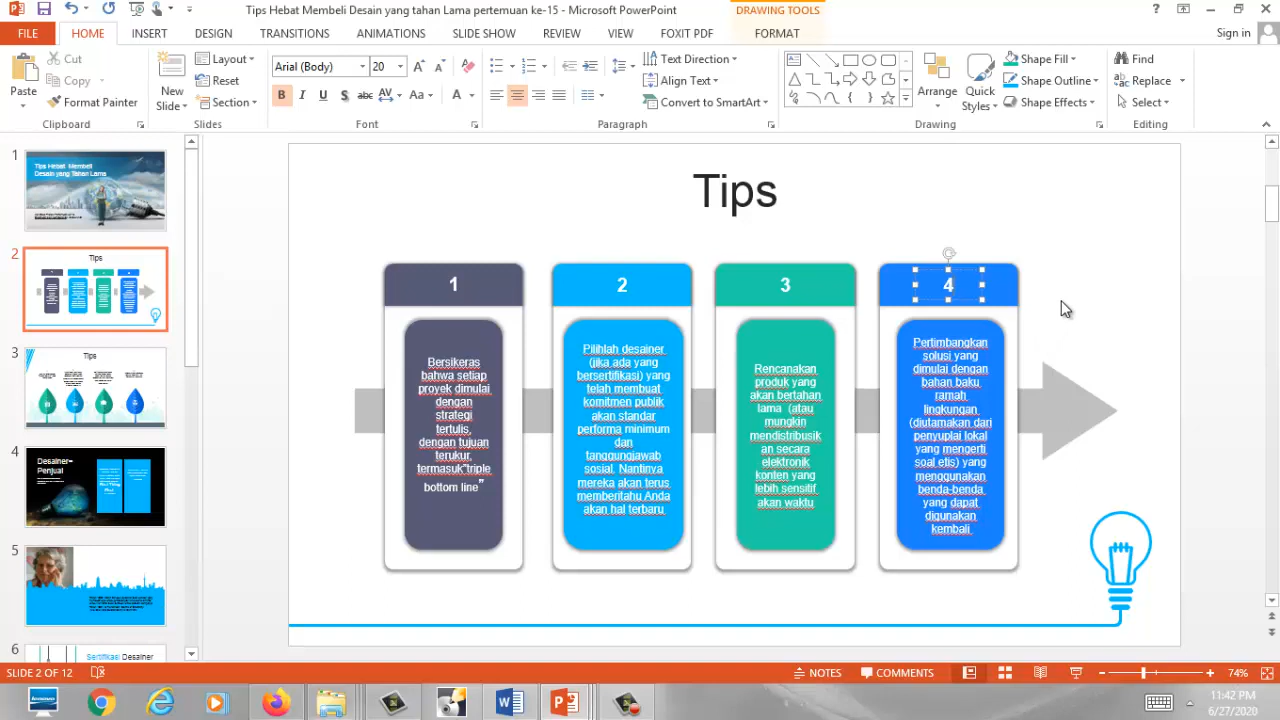 Tips Hebat Membeli Desain yang tahan Lama pertemuan ke-15 - Microsoft PowerPoint
DRAWING TOOLS
FILE HOME INSERT DESIGN TRANSITIONS ANIMATIONS SLIDE SHOW REVIEW VIEW FOXIT PDF FORMAT
Sign in
Paste
Cut
Copy
Format Painter
Clipboard
New
Slide
Layout
Reset
Section
Slides
Arial (Body) 20
Font
Text Direction
Align Text
Convert to SmartArt
Paragraph
Arrange
Quick
Styles
Shape Fill
Shape Outline
Shape Effects
Drawing
Find
Replace
Select
Editing
1
Tips Hebat Membeli
Desain yang Tahan Lama
2
Tips
3
Tips
4
Desainer=
Penjual
5
6
Sertifikasi Desainer
Tips
1
Bersikeras
bahwa setiap
proyek dimulai
dengan
strategi
tertulis,
dengan tujuan
terukur,
termasuk"triple
bottom line"
2
Pilihlah desainer
(jika ada yang
bersertifikasi) yang
telah membuat
komitmen publik
akan standar
performa minimum
dan
tanggungjawab
sosial. Nantinya
mereka akan terus
memberitahu Anda
akan hal terbaru
3
Rencanakan
produk yang
akan bertahan
lama (atau
mungkin
mendistribusik
an secara
elektronik
konten yang
lebih sensitif
akan waktu
4
Pertimbangkan
solusi yang
dimulai dengan
bahan baku
ramah
lingkungan
(diutamakan dari
penyuplai lokal
yang mengerti
soal etis) yang
menggunakan
benda-benda
yang dapat
digunakan
kembali
SLIDE 2 OF 12
NOTES
COMMENTS
74%
11:42 PM
6/27/2020